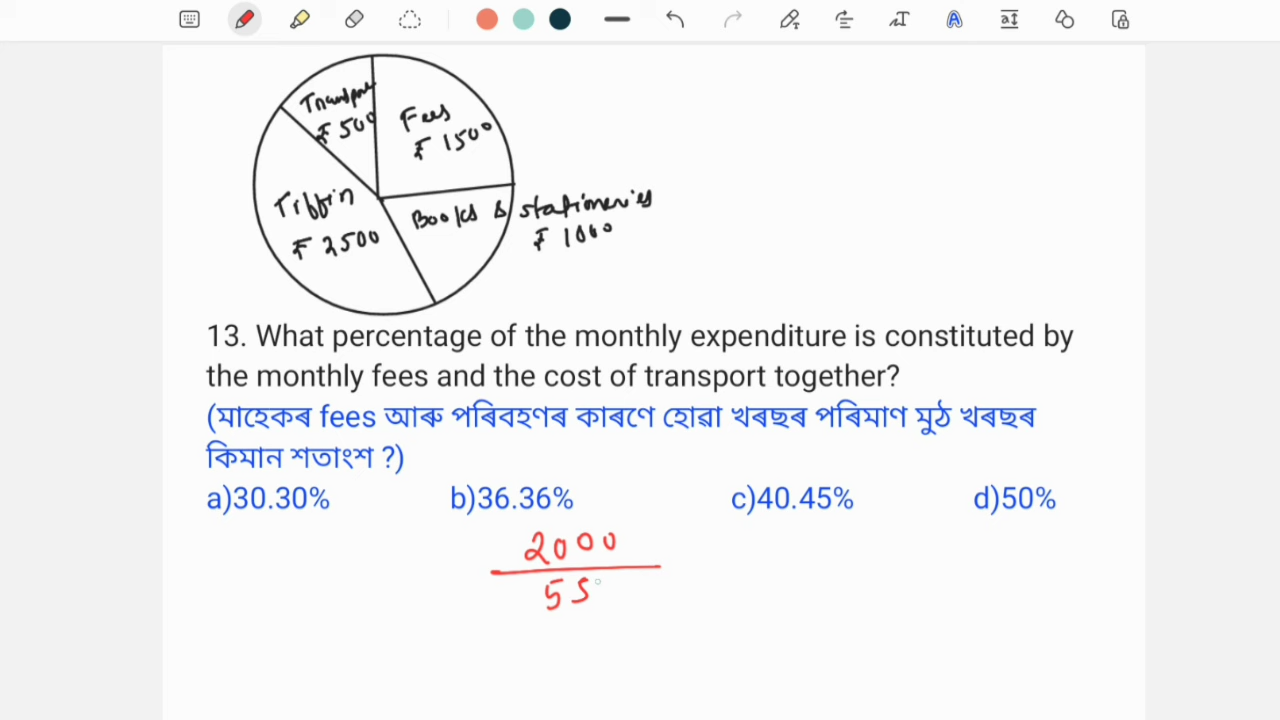 Transport
₹ 500
Fees
₹ 1500
Tiffin
₹ 2500
Books & stationeries
₹ 1000
13. What percentage of the monthly expenditure is constituted by
the monthly fees and the cost of transport together?
(মাহেকৰ fees আৰু পৰিবহণৰ কাৰণে হোৱা খৰছৰ পৰিমাণ মুঠ খৰছৰ
কিমান শতাংশ ?)
a)30.30% b)36.36% c)40.45% d)50%
2000
55